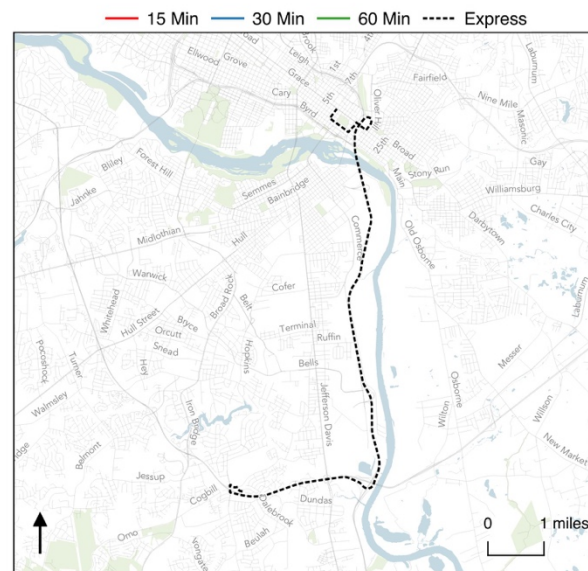 15 Min 30 Min 60 Min Express
Laburnum
Ellwood
Grove
Leigh
1st
7th
Fairfield
Grace
5th
Cary
Byrd
Oliver Hill
Nine Mile
Masonic
25th
Broad
Gay
Main
Stony Run
Forest Hill
Bliley
Jahnke
Semmes
Bainbridge
Williamsburg
Darbytown
Charles City
Midlothian
Hull
Commerce
Old Osborne
Warwick
Whitehead
Hull Street
Broad Rock
Cofer
Belt
Laburnum
Bryce
Orcutt
Snead
Terminal
Ruffin
Hopkins
Bells
Messer
Turner
Pocoshock
Hey
Walmsley
Jefferson Davis
Osborne
Wilton
Willson
Iron Bridge
Belmont
New Market
Jessup
Cogbill
Dalebrook
Dundas
Beulah
Omo
0 1 miles